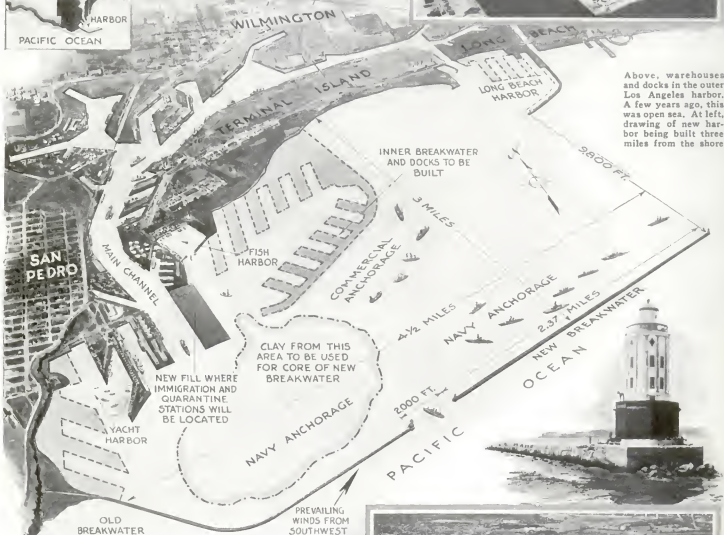 HARBOR
PACIFIC OCEAN
WILMINGTON
LONG BEACH
TERMINAL ISLAND
LONG BEACH
HARBOR
Above, warehouses
and docks in the outer
Los Angeles harbor.
A few years ago, this
was open sea. At left,
drawing of new har-
bor being built three
miles from the shore
INNER BREAKWATER
AND DOCKS TO BE
BUILT
9800 FT.
3 MILES
SAN
PEDRO
MAIN CHANNEL
FISH
HARBOR
COMMERCIAL
ANCHORAGE
4 1/2 MILES
NAVY ANCHORAGE
2.37 MILES
NEW BREAKWATER
CLAY FROM THIS
AREA TO BE USED
FOR CORE OF NEW
BREAKWATER
NEW FILL WHERE
IMMIGRATION AND
QUARANTINE
STATIONS WILL
BE LOCATED
NAVY ANCHORAGE
2000 FT.
PACIFIC OCEAN
YACHT
HARBOR
OLD
BREAKWATER
PREVAILING
WINDS FROM
SOUTHWEST